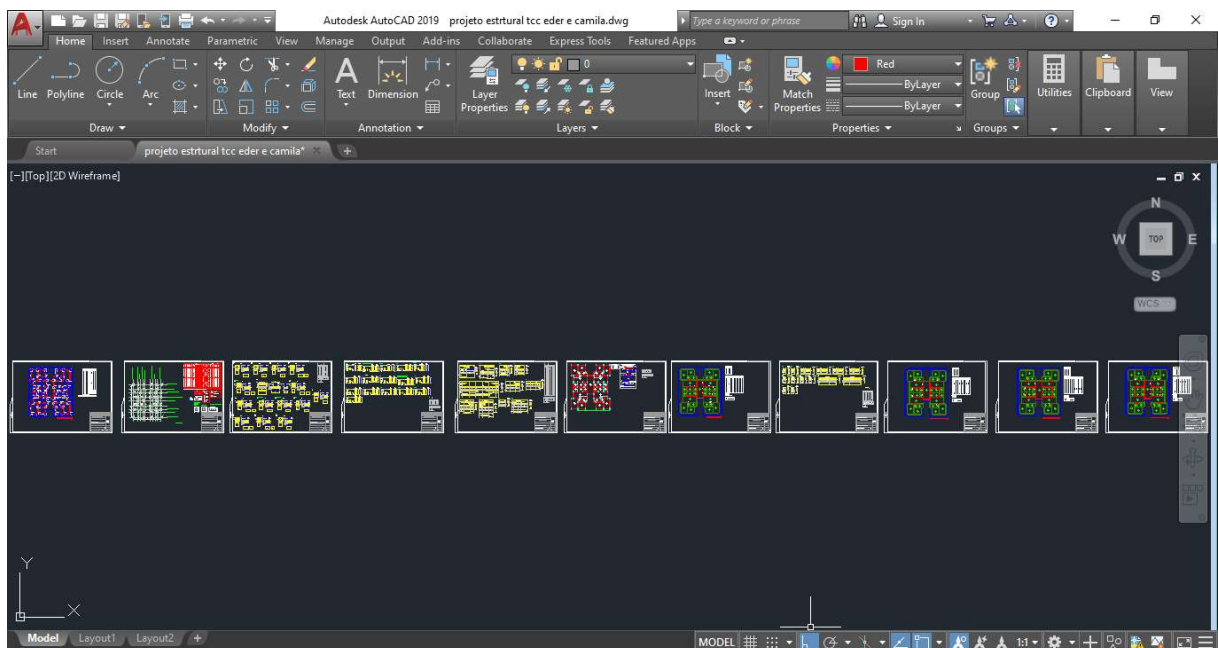 Autodesk AutoCAD 2019 projeto estrtural tcc eder e camila.dwg Type a keyword or phrase Sign In
Home Insert Annotate Parametric View Manage Output Add-ins Collaborate Express Tools Featured Apps
0 Red
Line Polyline Circle Arc Text Dimension Layer Properties Insert Match Properties ByLayer Group Utilities Clipboard View
ByLayer
Draw Modify Annotation Layers Block Properties Groups
Start projeto estrtural tcc eder e camila* +
[−][Top][2D Wireframe]
N
W TOP E
S
WCS
Y
X
Model Layout1 Layout2 + MODEL 1:1